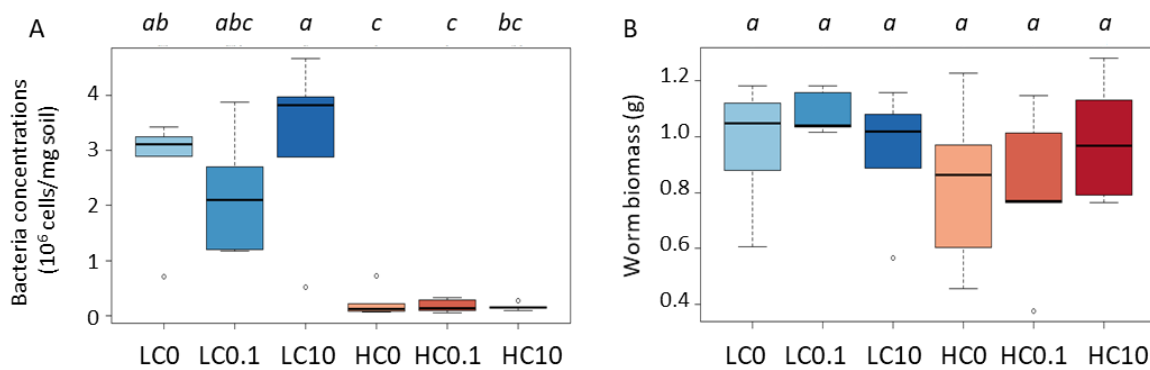 A
ab abc a c c bc
Bacteria concentrations
(10⁶ cells/mg soil)
4
3
2
1
0
LC0 LC0.1 LC10 HC0 HC0.1 HC10
B
a a a a a a
Worm biomass (g)
1.2
1.0
0.8
0.6
0.4
LC0 LC0.1 LC10 HC0 HC0.1 HC10